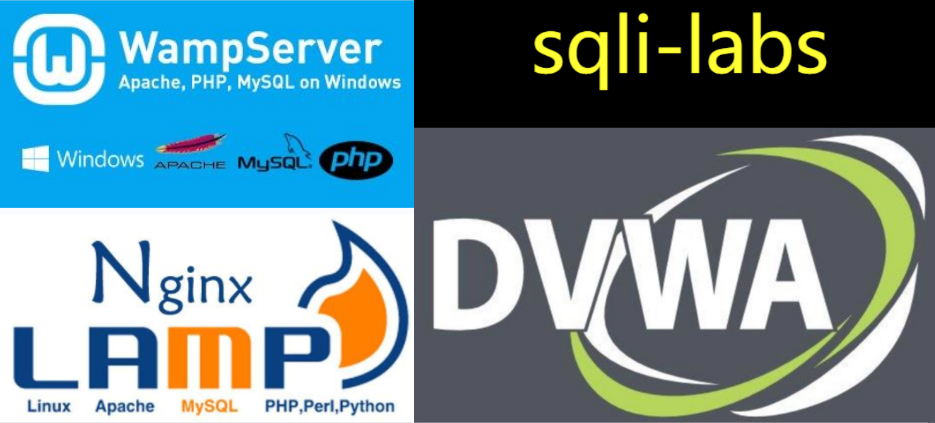 WampServer
Apache, PHP, MySQL on Windows
Windows APACHE MySQL php
sqli-labs
Nginx
LAMP
Linux Apache MySQL PHP,Perl,Python
DVWA